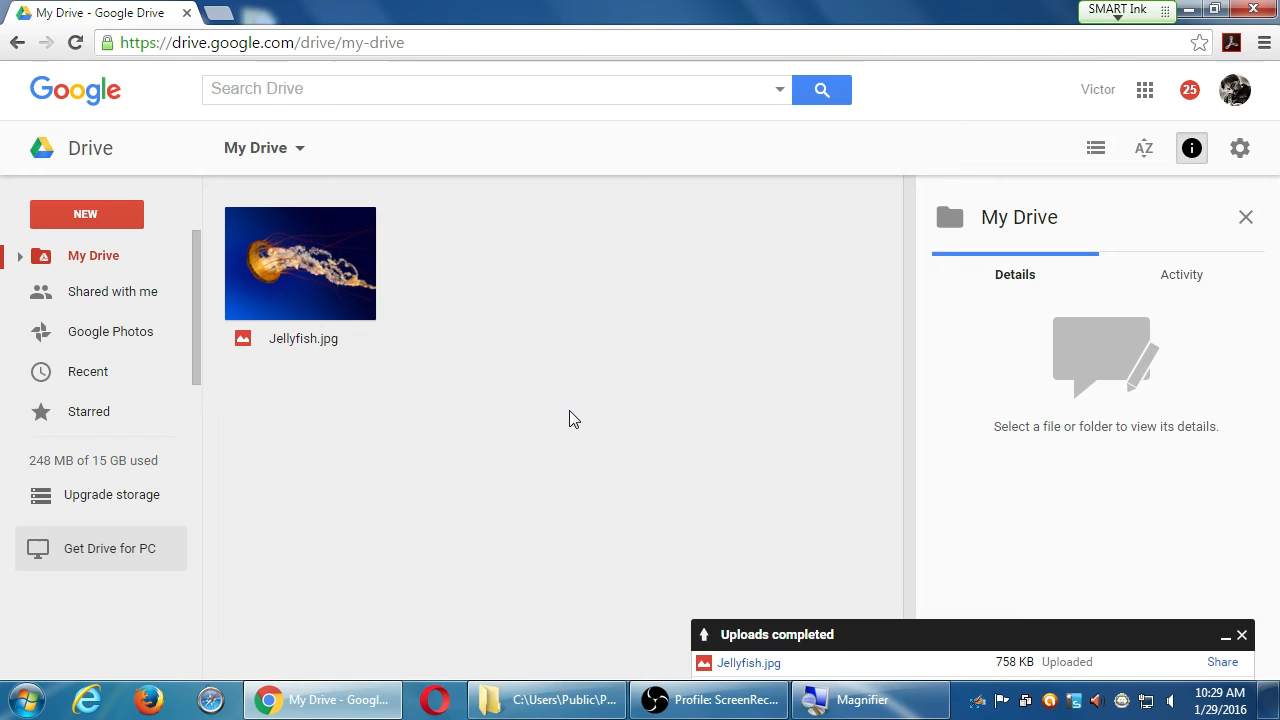 My Drive - Google Drive
SMART Ink
https://drive.google.com/drive/my-drive
Google
Search Drive
Victor
25
Drive
My Drive
AZ
NEW
My Drive
Shared with me
Google Photos
Recent
Starred
248 MB of 15 GB used
Upgrade storage
Get Drive for PC
Jellyfish.jpg
My Drive
Details
Activity
Select a file or folder to view its details.
Uploads completed
Jellyfish.jpg
758 KB
Uploaded
Share
My Drive - Googl...
C:\Users\Public\P...
Profile: ScreenRec...
Magnifier
10:29 AM
1/29/2016